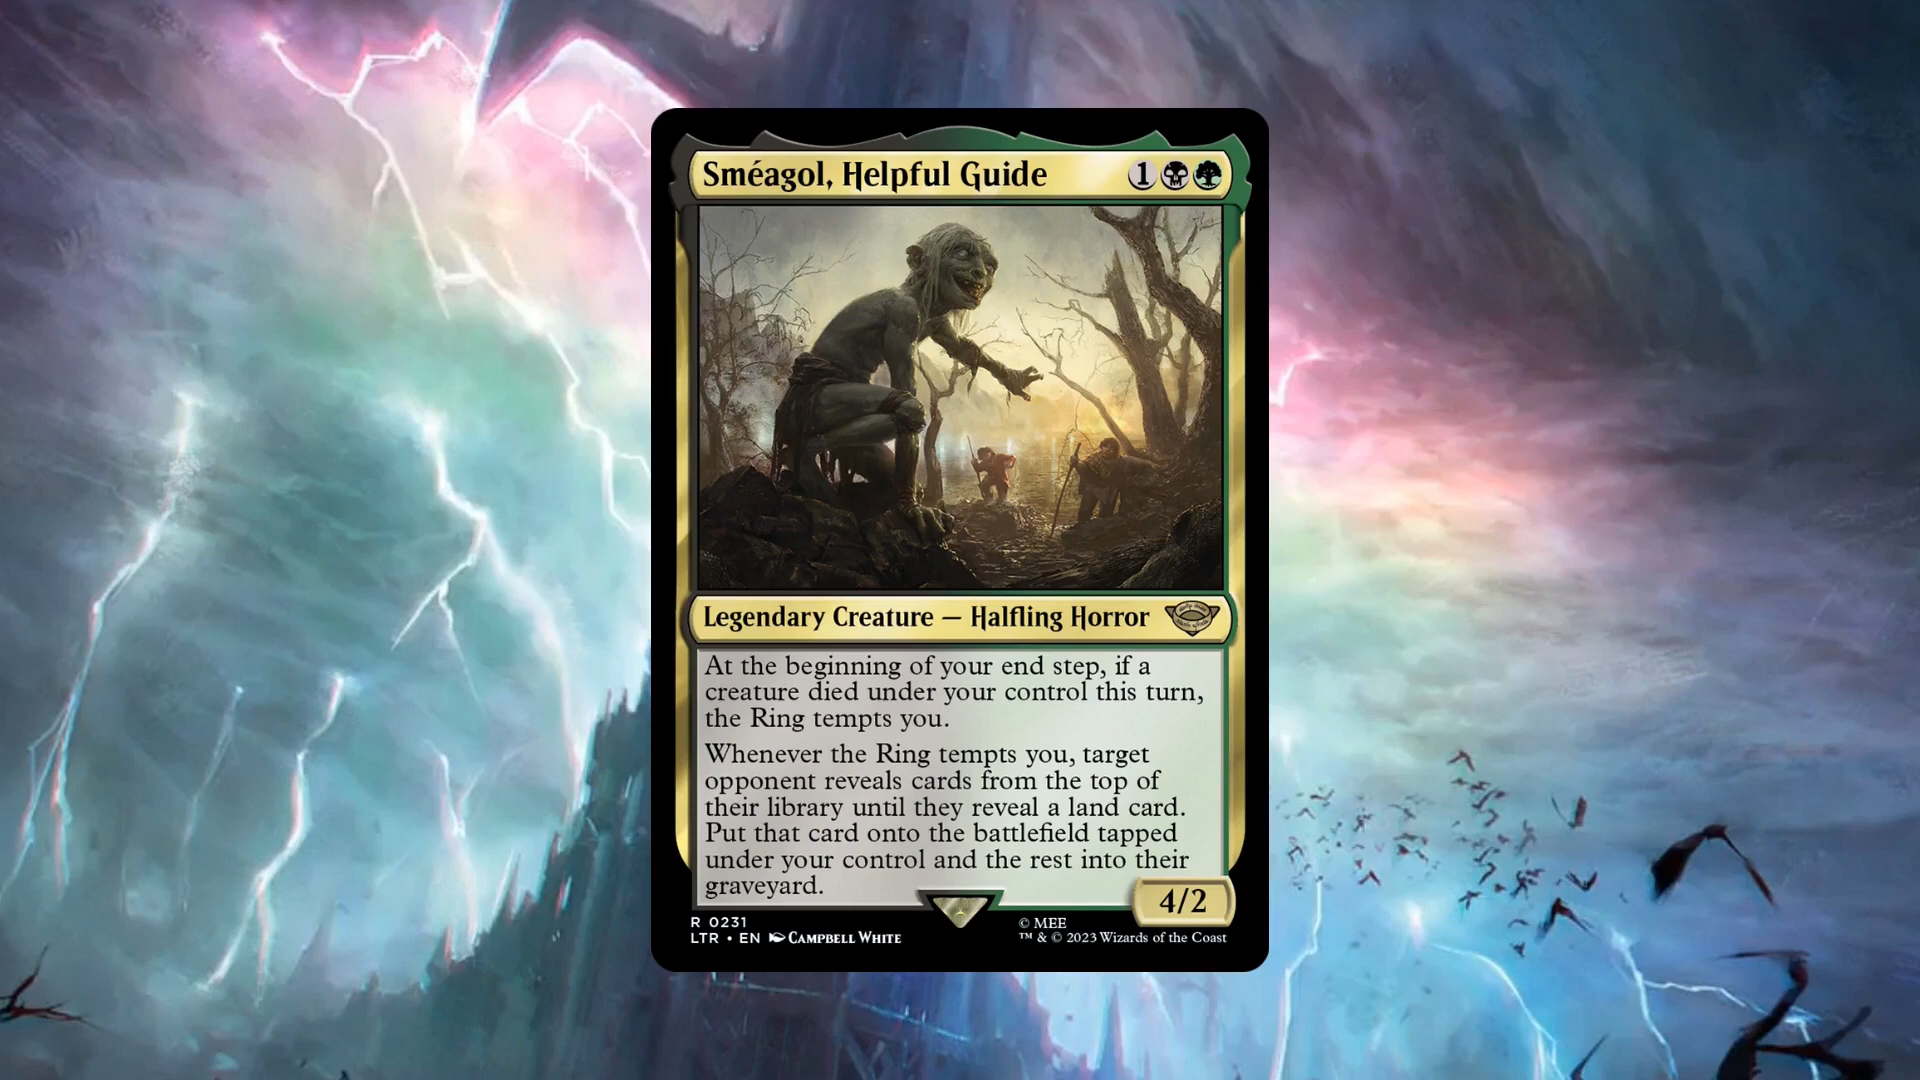 Sméagol, Helpful Guide 1
Legendary Creature — Halfling Horror
At the beginning of your end step, if a
creature died under your control this turn,
the Ring tempts you.
Whenever the Ring tempts you, target
opponent reveals cards from the top of
their library until they reveal a land card.
Put that card onto the battlefield tapped
under your control and the rest into their
graveyard.
4/2
R 0231
LTR • EN CAMPBELL WHITE
© MEE
™ & © 2023 Wizards of the Coast